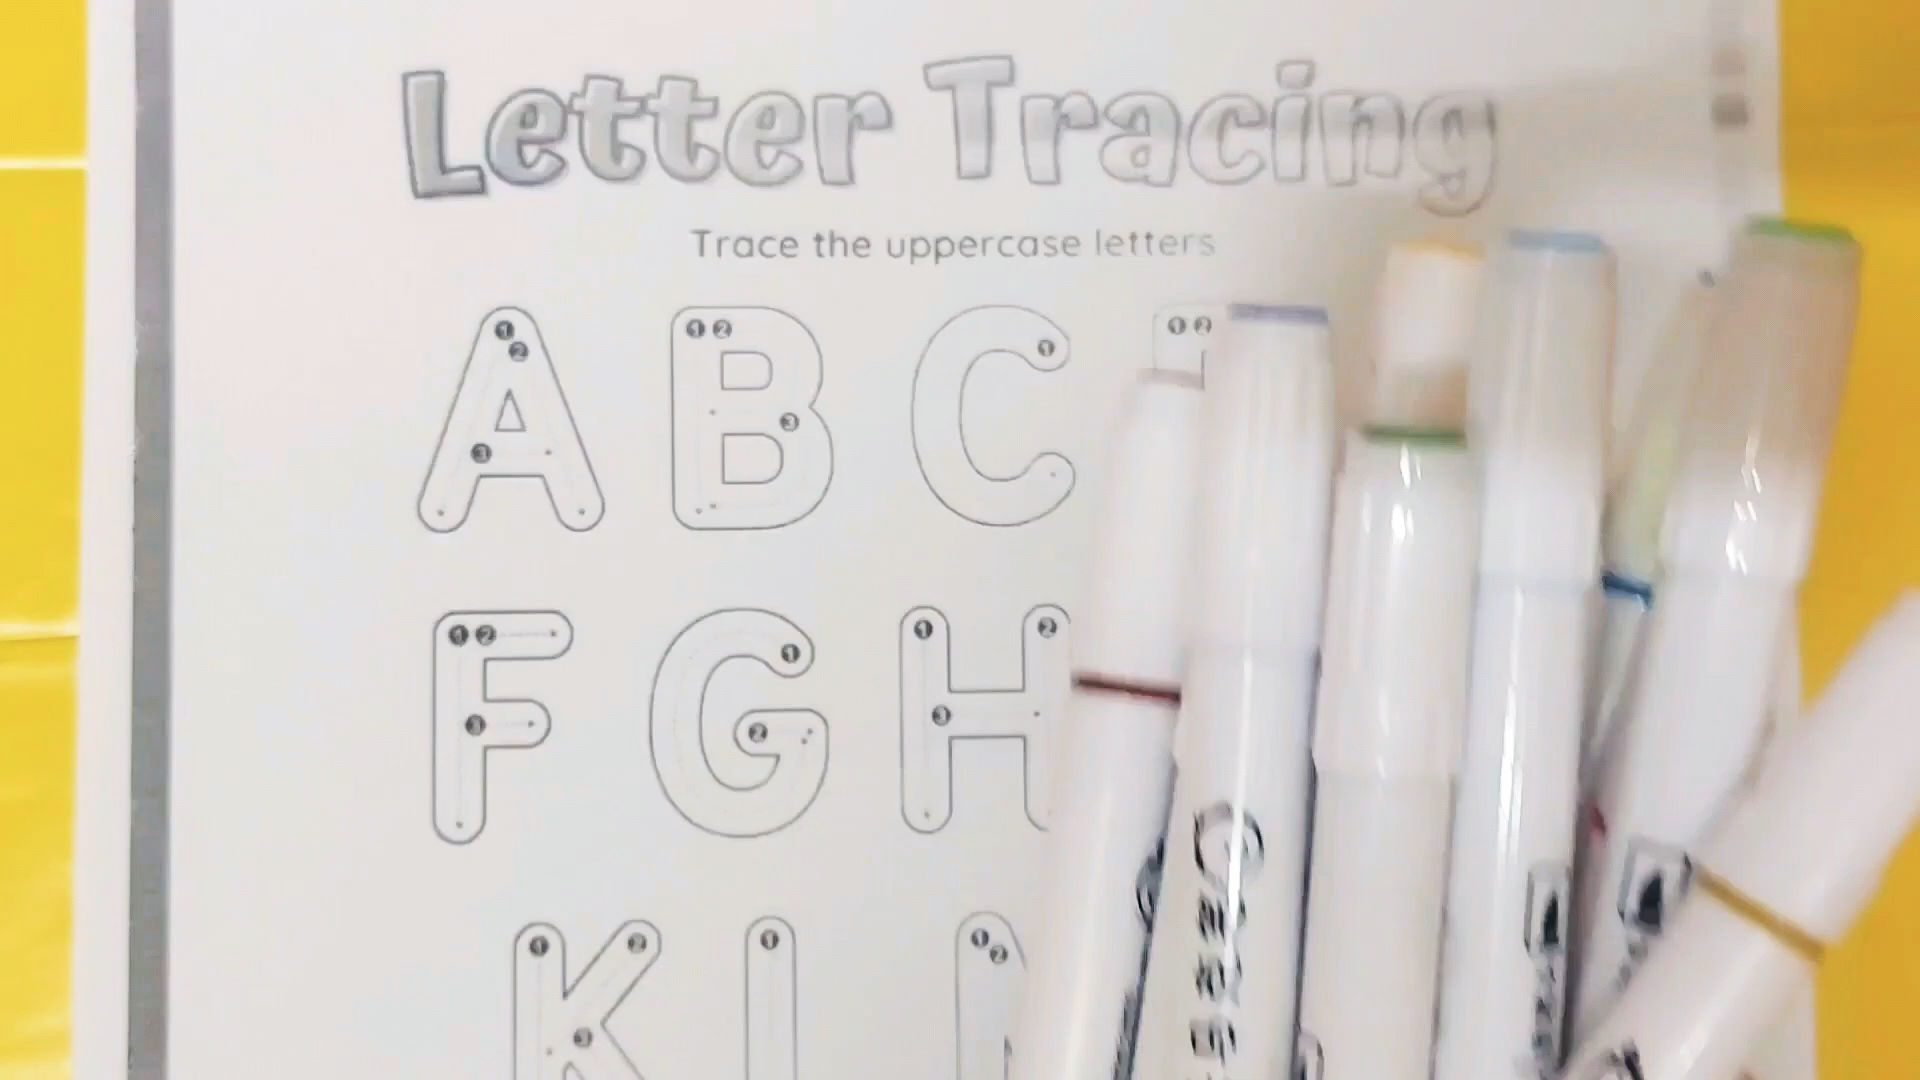 Letter Tracing
Trace the uppercase letters
A B C
F G H
K